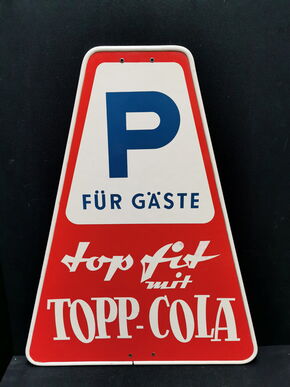 P
FÜR GÄSTE
top fit
mit
TOPP-COLA